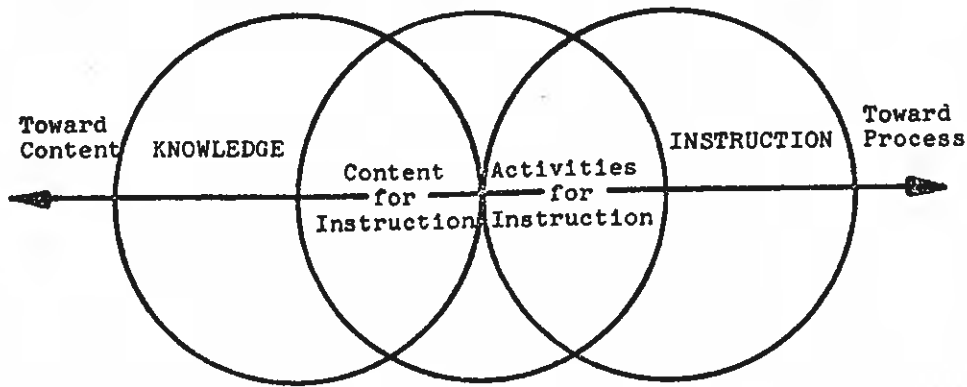 Toward
Content
KNOWLEDGE
Content
for
Instruction
Activities
for
Instruction
INSTRUCTION
Toward
Process